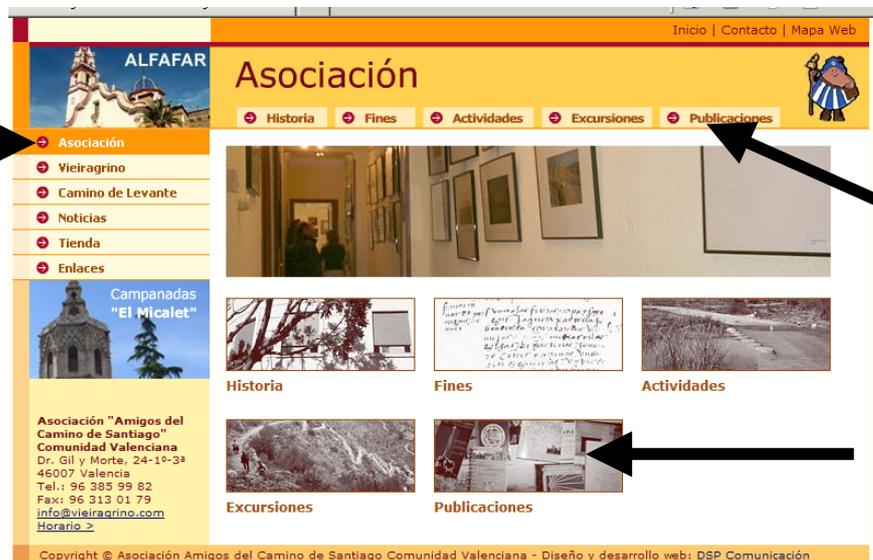 Inicio | Contacto | Mapa Web
ALFAFAR
Asociación
Historia
Fines
Actividades
Excursiones
Publicaciones
Asociación
Vieiragrino
Camino de Levante
Noticias
Tienda
Enlaces
Campanadas
"El Micalet"
Historia
Fines
Actividades
Excursiones
Publicaciones
Asociación "Amigos del
Camino de Santiago"
Comunidad Valenciana
Dr. Gil y Morte, 24-1º-3ª
46007 Valencia
Tel.: 96 385 99 82
Fax: 96 313 01 79
info@vieiragrino.com
Horario >
Copyright © Asociación Amigos del Camino de Santiago Comunidad Valenciana - Diseño y desarrollo web: DSP Comunicación